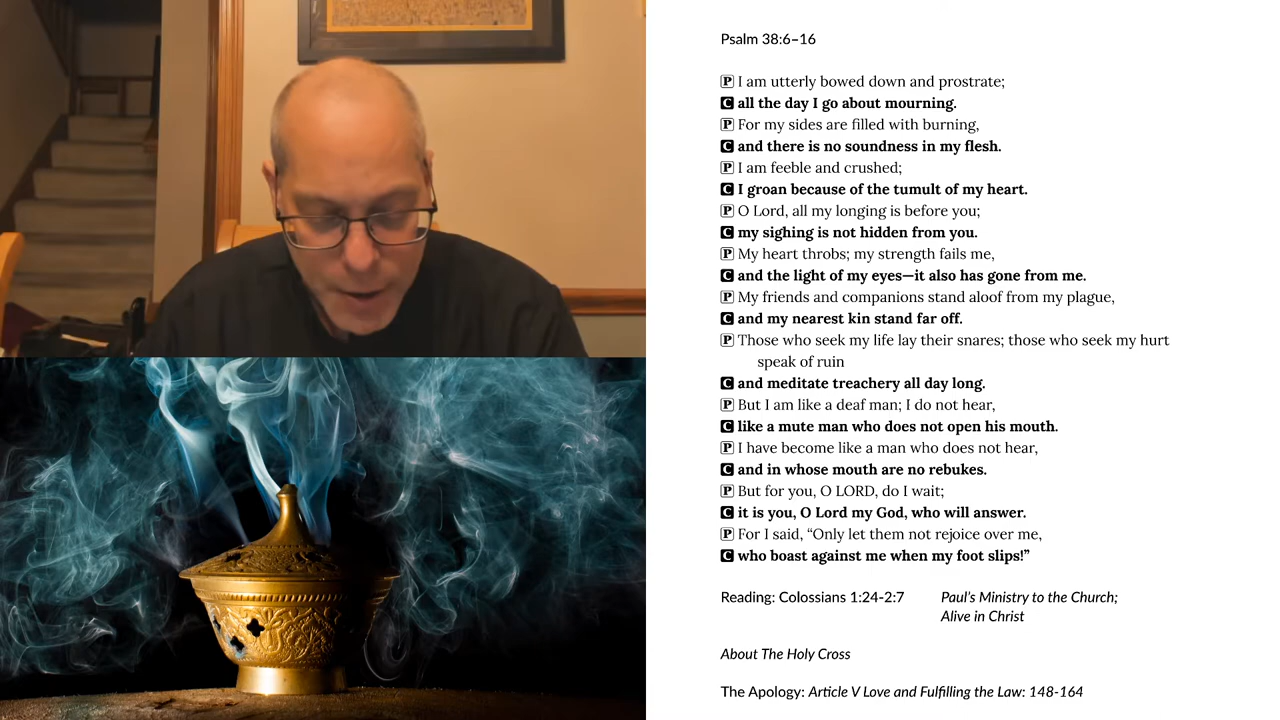 Psalm 38:6–16
P I am utterly bowed down and prostrate;
C all the day I go about mourning.
P For my sides are filled with burning,
C and there is no soundness in my flesh.
P I am feeble and crushed;
C I groan because of the tumult of my heart.
P O Lord, all my longing is before you;
C my sighing is not hidden from you.
P My heart throbs; my strength fails me,
C and the light of my eyes—it also has gone from me.
P My friends and companions stand aloof from my plague,
C and my nearest kin stand far off.
P Those who seek my life lay their snares; those who seek my hurt
speak of ruin
C and meditate treachery all day long.
P But I am like a deaf man; I do not hear,
C like a mute man who does not open his mouth.
P I have become like a man who does not hear,
C and in whose mouth are no rebukes.
P But for you, O LORD, do I wait;
C it is you, O Lord my God, who will answer.
P For I said, “Only let them not rejoice over me,
C who boast against me when my foot slips!”
Reading: Colossians 1:24-2:7 Paul's Ministry to the Church;
Alive in Christ
About The Holy Cross
The Apology: Article V Love and Fulfilling the Law: 148-164